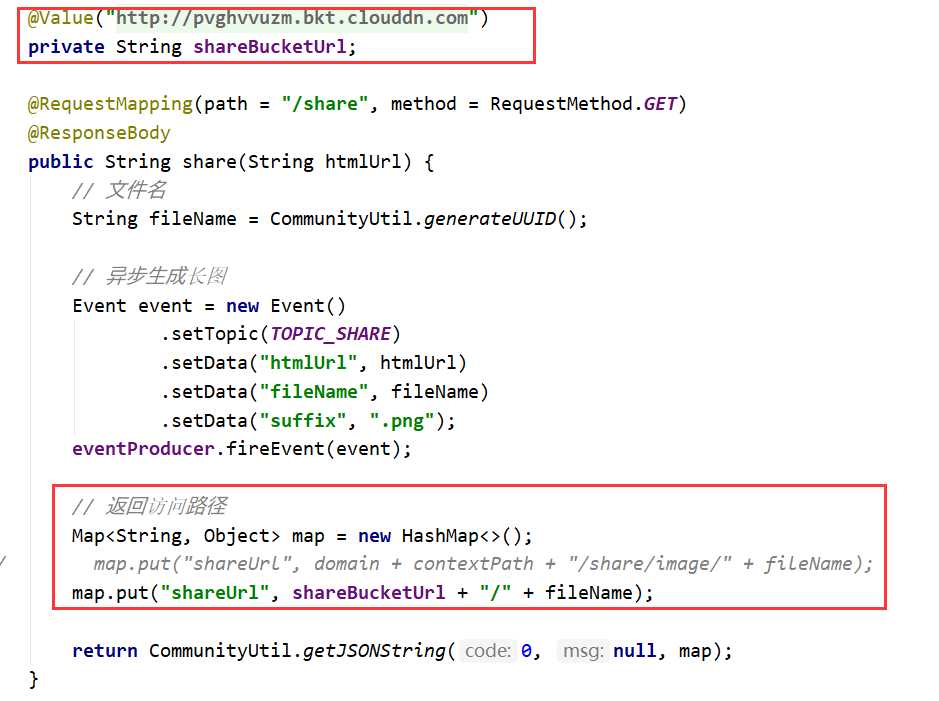 @Value("http://pvghvvuzm.bkt.clouddn.com")
private String shareBucketUrl;
@RequestMapping(path = "/share", method = RequestMethod.GET)
@ResponseBody
public String share(String htmlUrl) {
// 文件名
String fileName = CommunityUtil.generateUUID();
// 异步生成长图
Event event = new Event()
.setTopic(TOPIC_SHARE)
.setData("htmlUrl", htmlUrl)
.setData("fileName", fileName)
.setData("suffix", ".png");
eventProducer.fireEvent(event);
// 返回访问路径
Map<String, Object> map = new HashMap<>();
/ map.put("shareUrl", domain + contextPath + "/share/image/" + fileName);
map.put("shareUrl", shareBucketUrl + "/" + fileName);
return CommunityUtil.getJSONString( code: 0, msg: null, map);
}